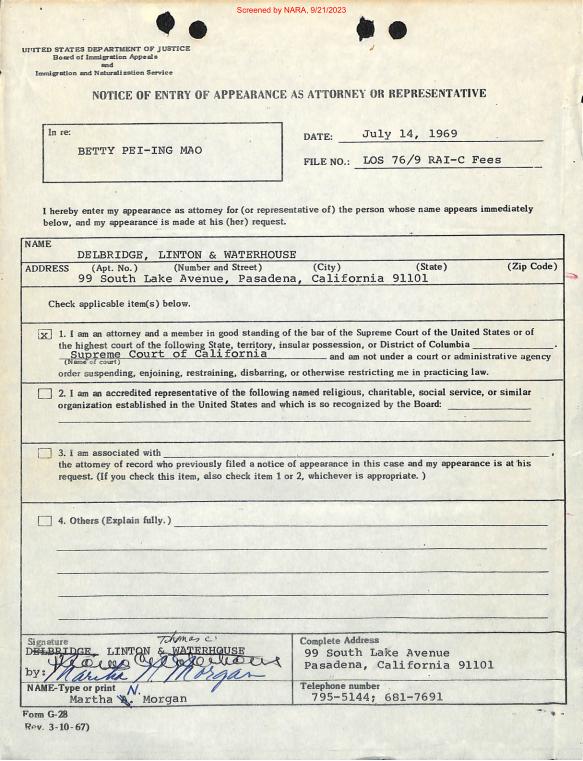 Screened by NARA, 9/21/2023
UNITED STATES DEPARTMENT OF JUSTICE
Board of Immigration Appeals
and
Immigration and Naturalization Service
NOTICE OF ENTRY OF APPEARANCE AS ATTORNEY OR REPRESENTATIVE
In re:
BETTY PEI-ING MAO
DATE: July 14, 1969
FILE NO.: LOS 76/9 RAI-C Fees
I hereby enter my appearance as attorney for (or representative of) the person whose name appears immediately
below, and my appearance is made at his (her) request.
NAME
DELBRIDGE, LINTON & WATERHOUSE
ADDRESS (Apt. No.) (Number and Street) (City) (State) (Zip Code)
99 South Lake Avenue, Pasadena, California 91101
Check applicable item(s) below.
x 1. I am an attorney and a member in good standing of the bar of the Supreme Court of the United States or of
the highest court of the following State, territory, insular possession, or District of Columbia
Supreme Court of California and am not under a court or administrative agency
(Name of court)
order suspending, enjoining, restraining, disbarring, or otherwise restricting me in practicing law.
2. I am an accredited representative of the following named religious, charitable, social service, or similar
organization established in the United States and which is so recognized by the Board:
3. I am associated with
the attorney of record who previously filed a notice of appearance in this case and my appearance is at his
request. (If you check this item, also check item 1 or 2, whichever is appropriate. )
4. Others (Explain fully.)
Signature
Thomas C.
DELBRIDGE, LINTON & WATERHOUSE
by: Martha N. Morgan
NAME-Type or print N.
Martha Morgan
Complete Address
99 South Lake Avenue
Pasadena, California 91101
Telephone number
795-5144; 681-7691
Form G-28
Rev. 3-10-67)